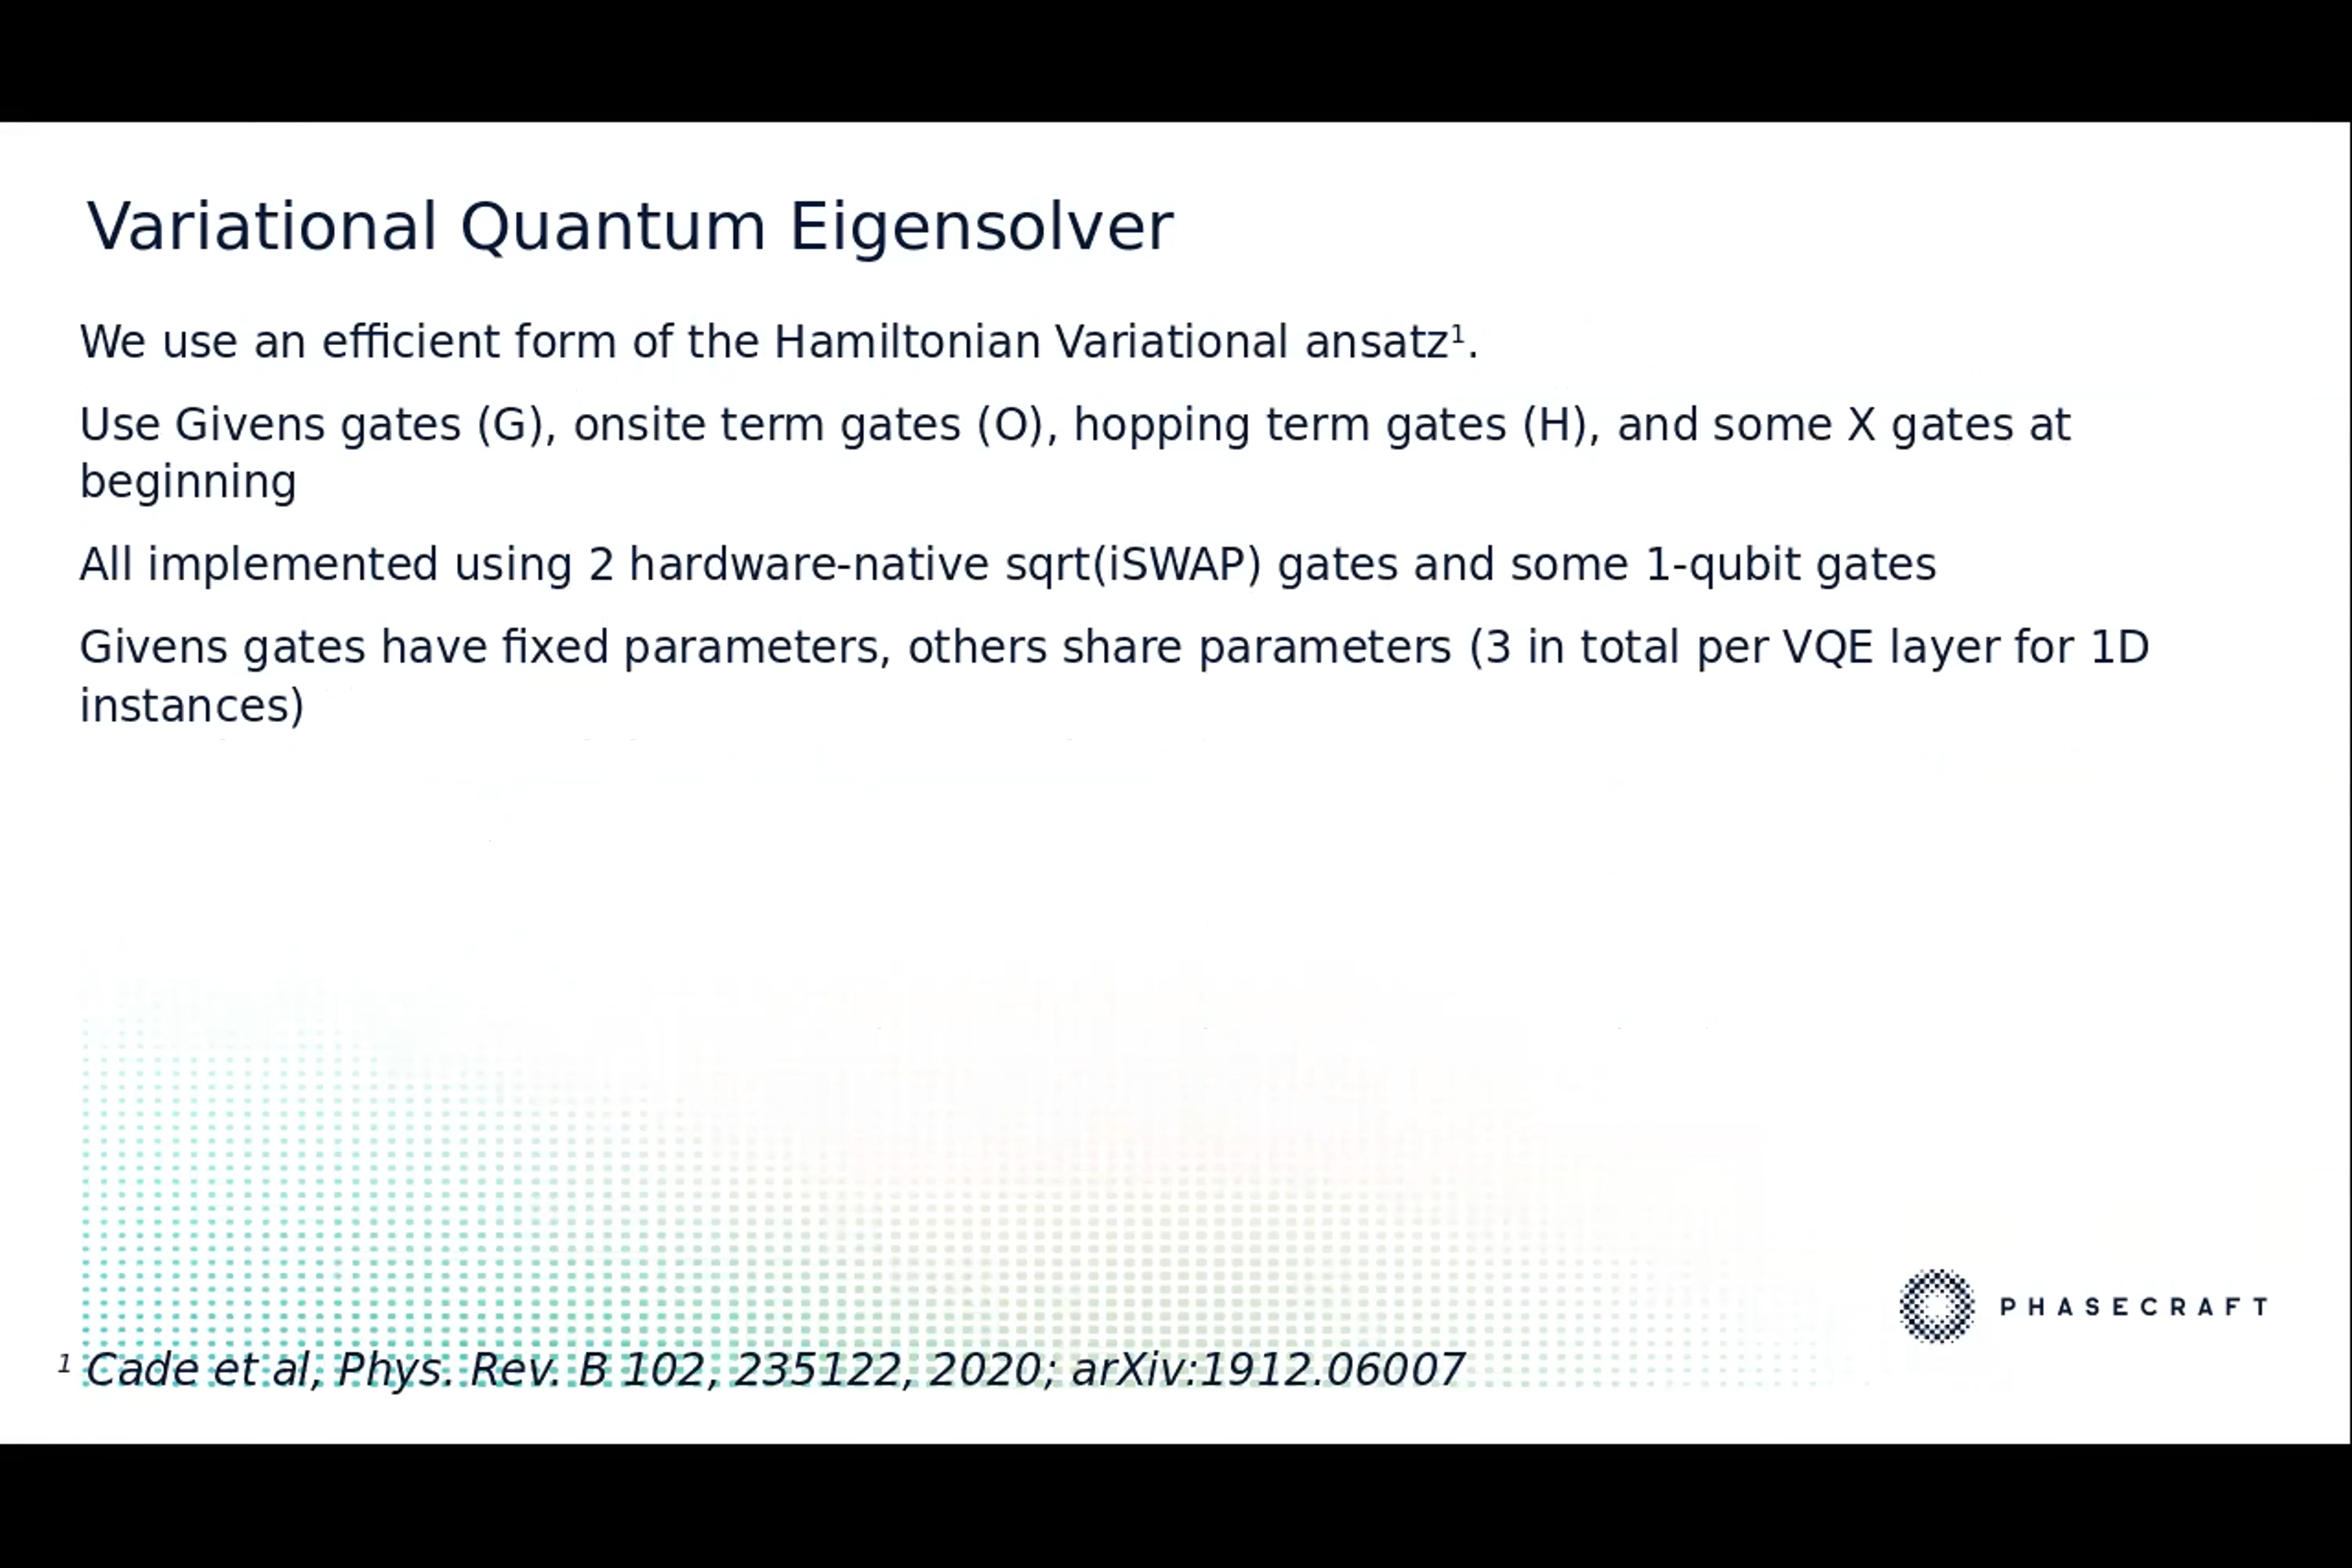 Variational Quantum Eigensolver
We use an efficient form of the Hamiltonian Variational ansatz¹.
Use Givens gates (G), onsite term gates (O), hopping term gates (H), and some X gates at
beginning
All implemented using 2 hardware-native sqrt(iSWAP) gates and some 1-qubit gates
Givens gates have fixed parameters, others share parameters (3 in total per VQE layer for 1D
instances)
PHASECRAFT
¹ Cade et al, Phys. Rev. B 102, 235122, 2020; arXiv:1912.06007